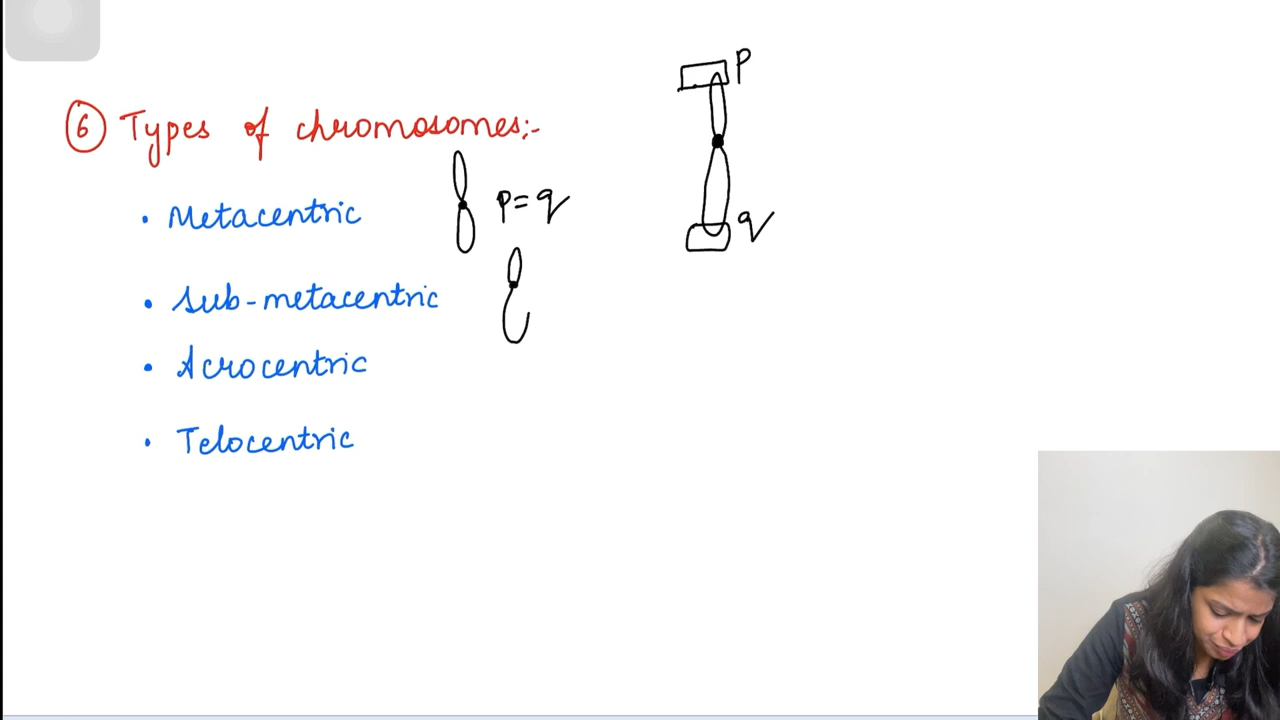 P
⑥ Types of chromosomes:-
• Metacentric p=q
q
• Sub-metacentric
• Acrocentric
• Telocentric